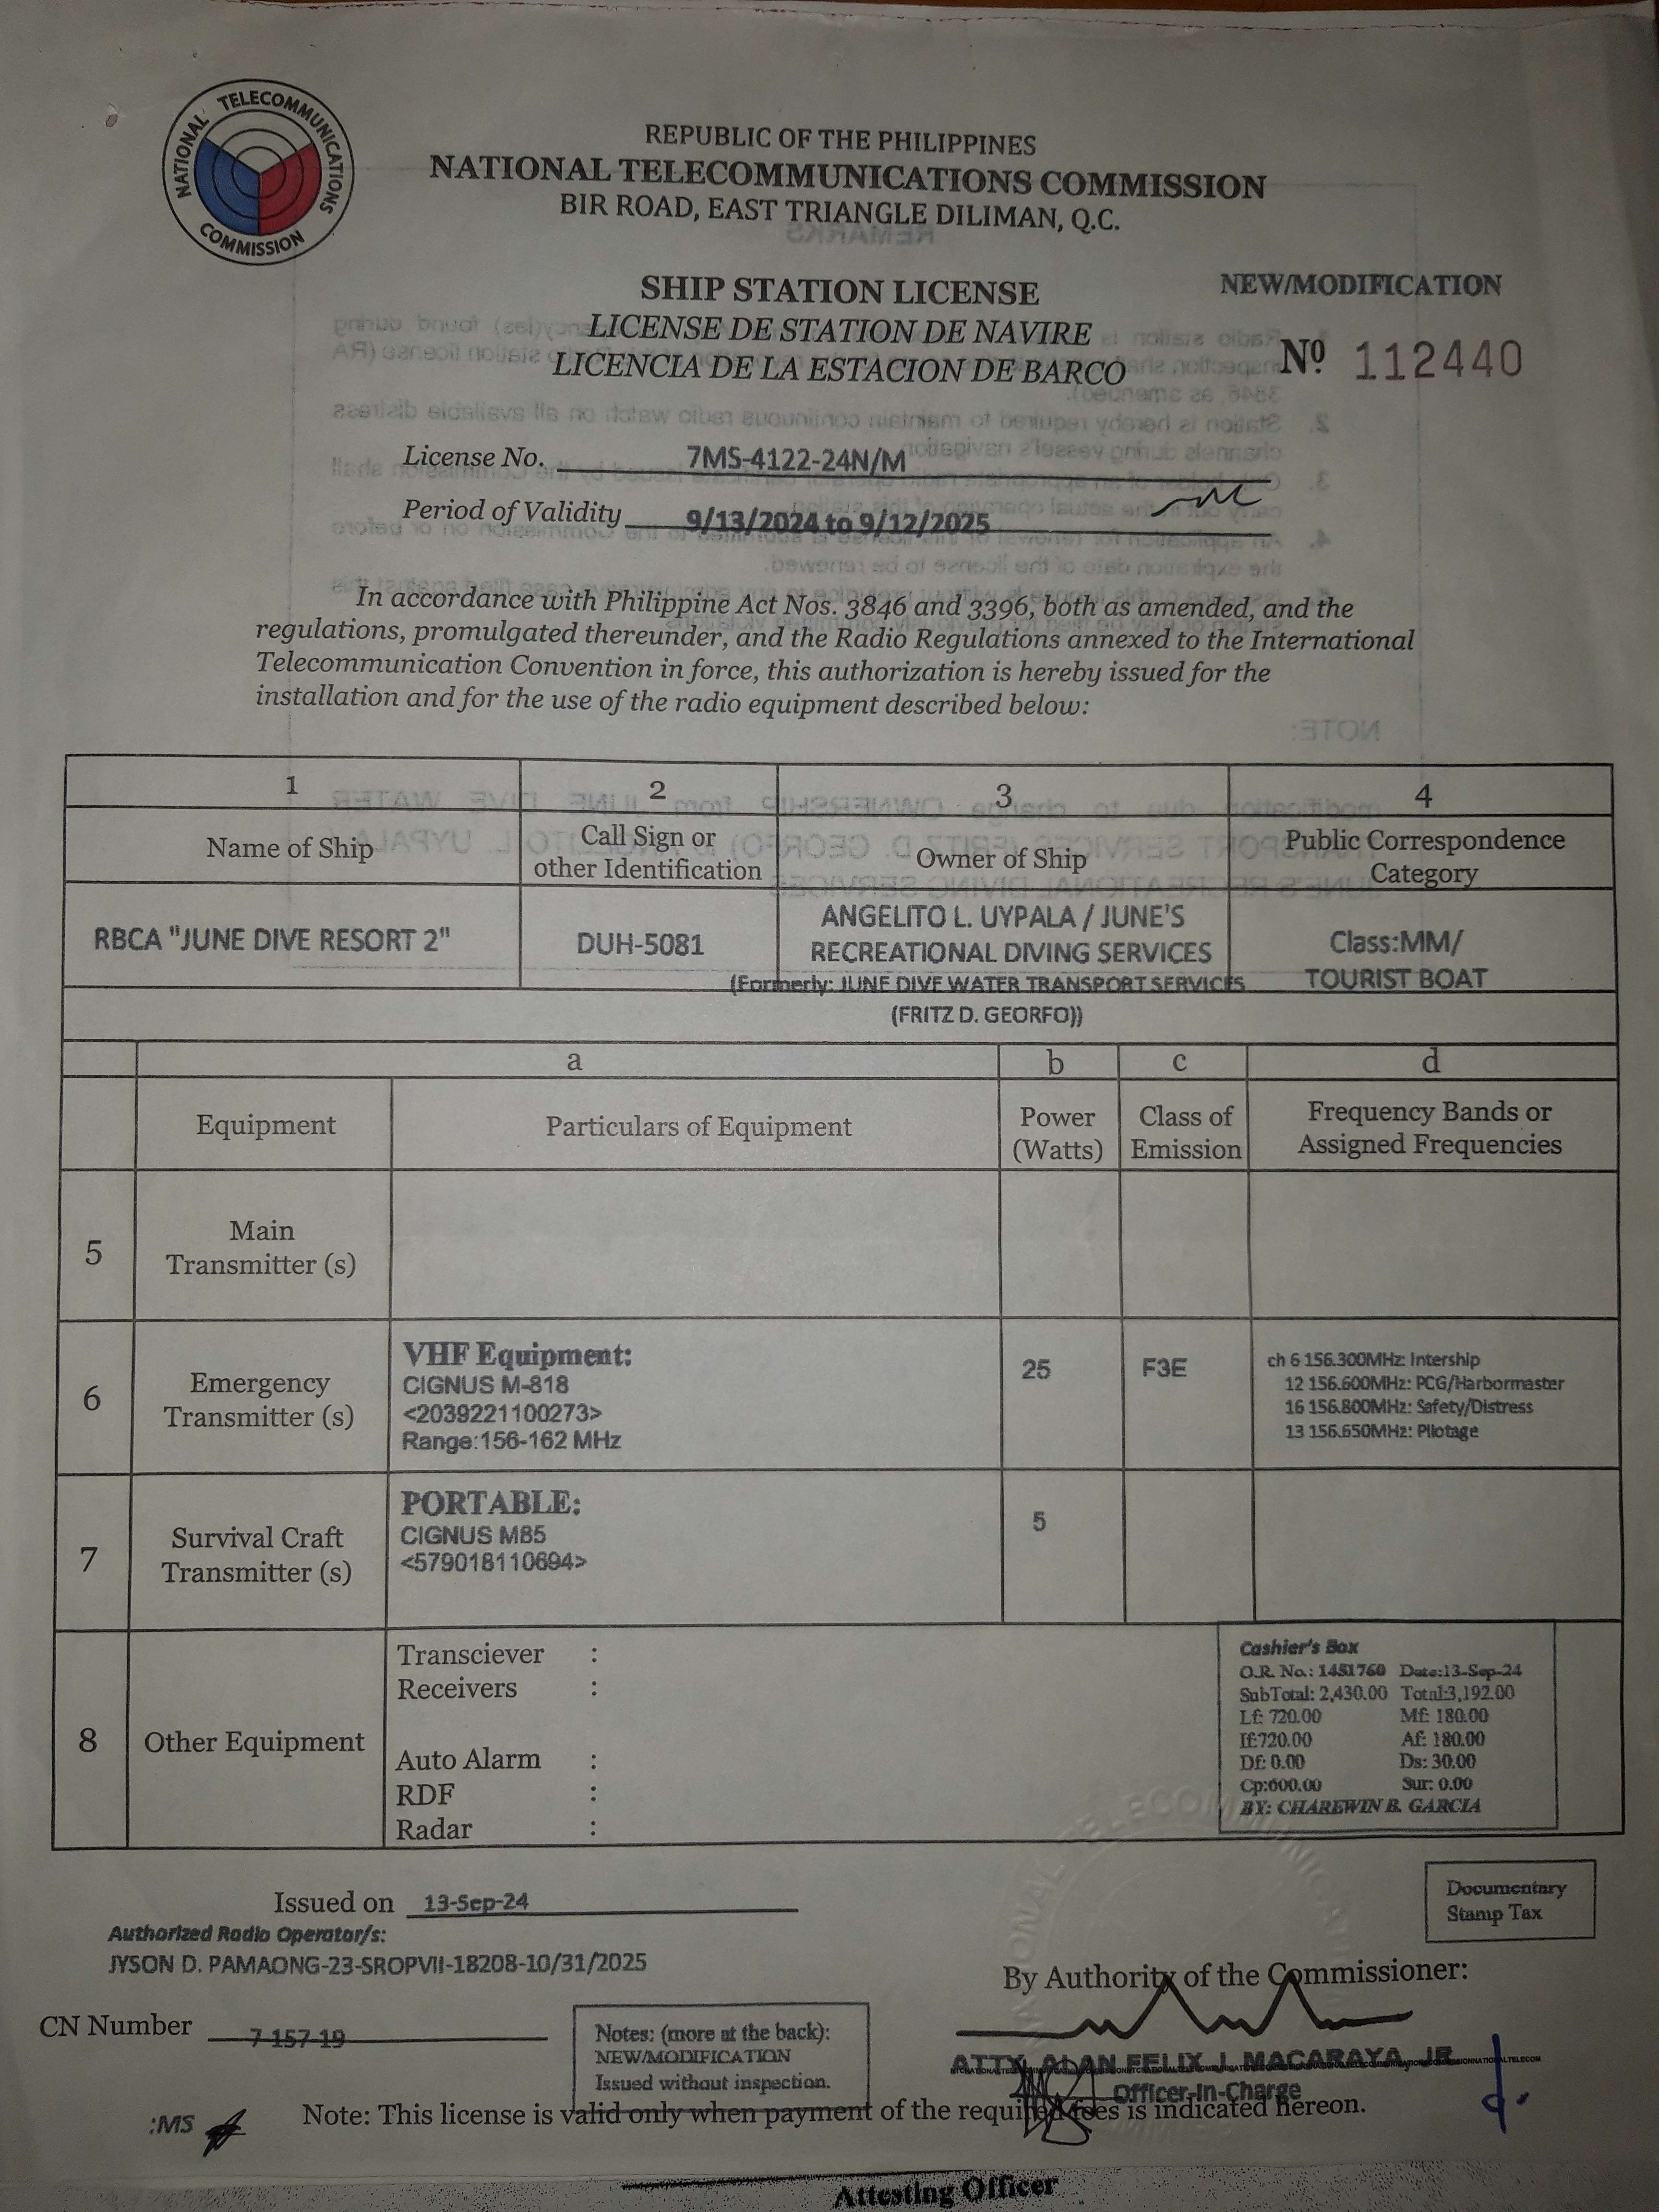 NATIONAL TELECOMMUNICATIONS COMMISSION
REPUBLIC OF THE PHILIPPINES
NATIONAL TELECOMMUNICATIONS COMMISSION
BIR ROAD, EAST TRIANGLE DILIMAN, Q.C.
REMARKS
SHIP STATION LICENSE
NEW/MODIFICATION
LICENSE DE STATION DE NAVIRE
LICENCIA DE LA ESTACION DE BARCO
Nº 112440
License No. 7MS-4122-24N/M
Period of Validity 9/13/2024 to 9/12/2025
In accordance with Philippine Act Nos. 3846 and 3396, both as amended, and the
regulations, promulgated thereunder, and the Radio Regulations annexed to the International
Telecommunication Convention in force, this authorization is hereby issued for the
installation and for the use of the radio equipment described below:
NOTE:
1 2 3 4
Name of Ship
Call Sign or
other Identification
Owner of Ship
Public Correspondence
Category
RBCA "JUNE DIVE RESORT 2"
DUH-5081
ANGELITO L. UYPALA / JUNE'S
RECREATIONAL DIVING SERVICES
(Formerly: JUNE DIVE WATER TRANSPORT SERVICES
(FRITZ D. GEORFO))
Class:MM/
TOURIST BOAT
a b c d
Equipment
Particulars of Equipment
Power
(Watts)
Class of
Emission
Frequency Bands or
Assigned Frequencies
5
Main
Transmitter (s)
6
Emergency
Transmitter (s)
VHF Equipment:
CIGNUS M-818
<2039221100273>
Range:156-162 MHz
25
F3E
ch 6 156.300MHz: Intership
12 156.600MHz: PCG/Harbormaster
16 156.800MHz: Safety/Distress
13 156.650MHz: Pilotage
7
Survival Craft
Transmitter (s)
PORTABLE:
CIGNUS M85
<579018110694>
5
8
Other Equipment
Transciever :
Receivers :
Auto Alarm :
RDF :
Radar :
Cashier's Box
O.R. No.: 1451760 Date:13-Sep-24
SubTotal: 2,430.00 Total:3,192.00
Lf: 720.00 Mf: 180.00
If:720.00 Af: 180.00
Df: 0.00 Ds: 30.00
Cp:600.00 Sur: 0.00
BY: CHAREWIN B. GARCIA
Issued on 13-Sep-24
Documentary
Stamp Tax
Authorized Radio Operator/s:
JYSON D. PAMAONG-23-SROPVII-18208-10/31/2025
By Authority of the Commissioner:
CN Number 7-157-19
Notes: (more at the back):
NEW/MODIFICATION
Issued without inspection.
ATTY. ALAN FELIX J. MACARAYA, JR
Officer-In-Charge
:MS
Note: This license is valid only when payment of the required fees is indicated hereon.
Attesting Officer